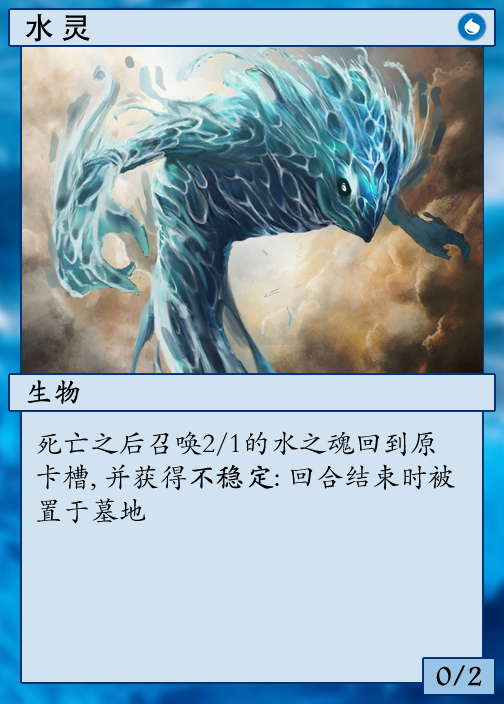 水灵
生物
死亡之后召唤2/1的水之魂回到原
卡槽, 并获得不稳定: 回合结束时被
置于墓地
0/2